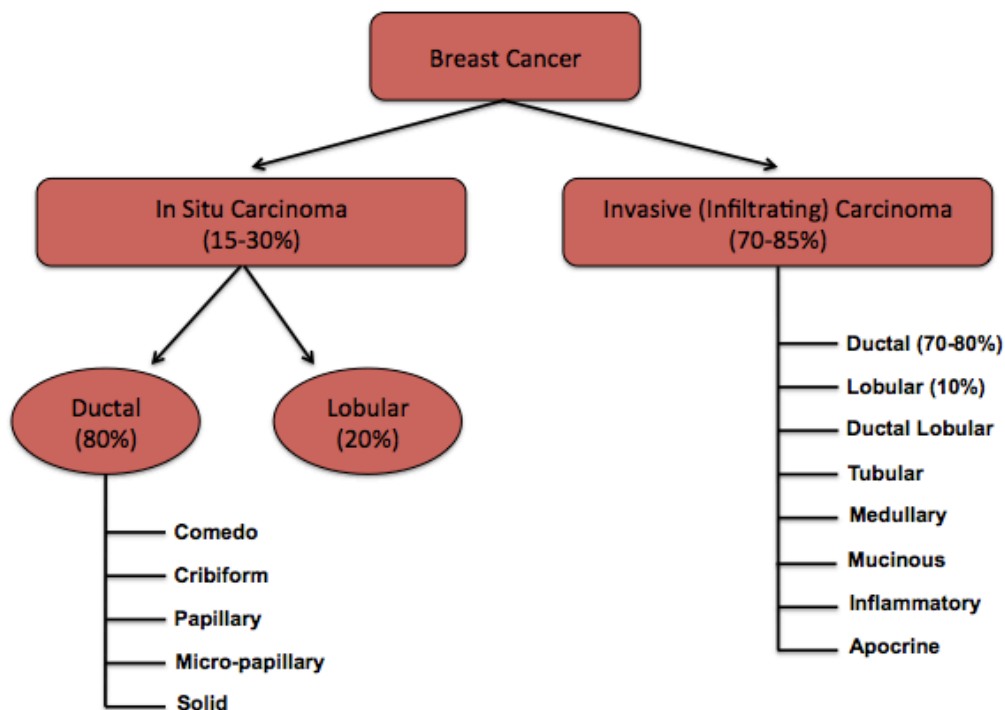 Breast Cancer
In Situ Carcinoma
(15-30%)
Invasive (Infiltrating) Carcinoma
(70-85%)
Ductal
(80%)
Lobular
(20%)
Comedo
Cribiform
Papillary
Micro-papillary
Solid
Ductal (70-80%)
Lobular (10%)
Ductal Lobular
Tubular
Medullary
Mucinous
Inflammatory
Apocrine